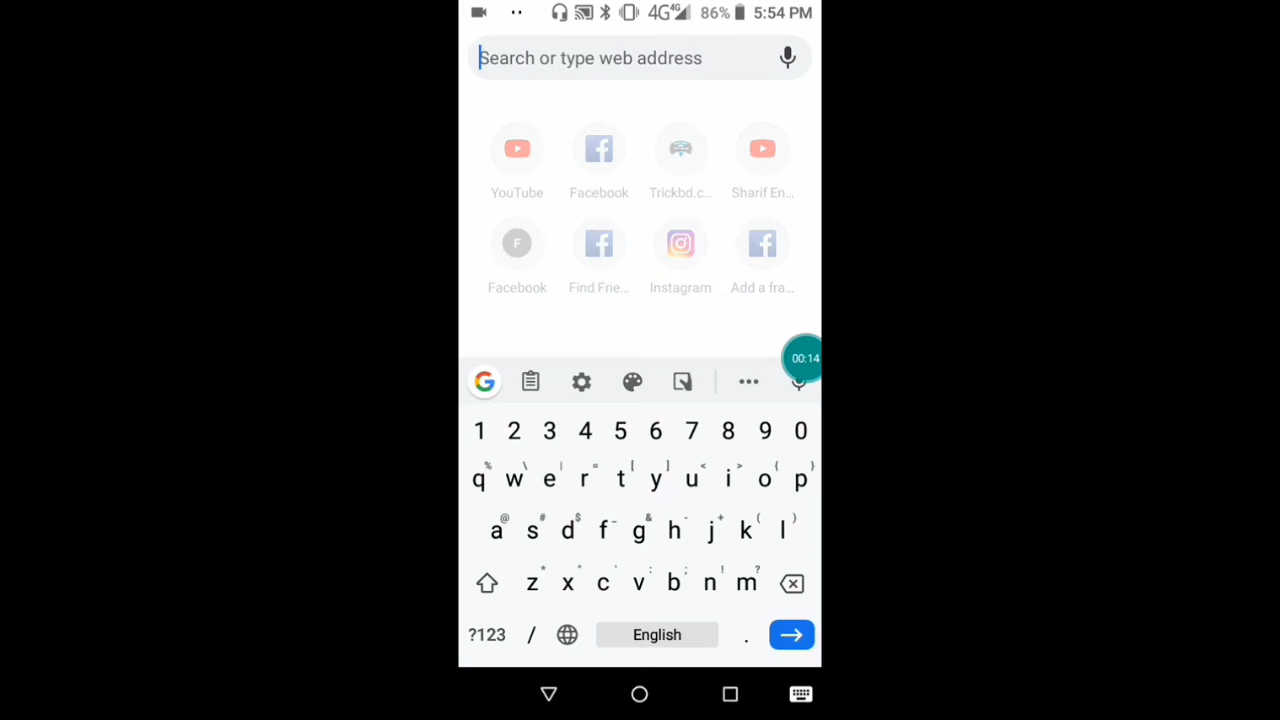 4G 4G 86% 5:54 PM
Search or type web address
YouTube Facebook Trickbd.c... Sharif En...
F
Facebook Find Frie... Instagram Add a fra...
00:14
G
1 2 3 4 5 6 7 8 9 0
% \ | = [ ] < > { }
q w e r t y u i o p
@ # $ - & - + ( )
a s d f g h j k l
* " ' : ; ! ?
z x c v b n m
?123 / English .